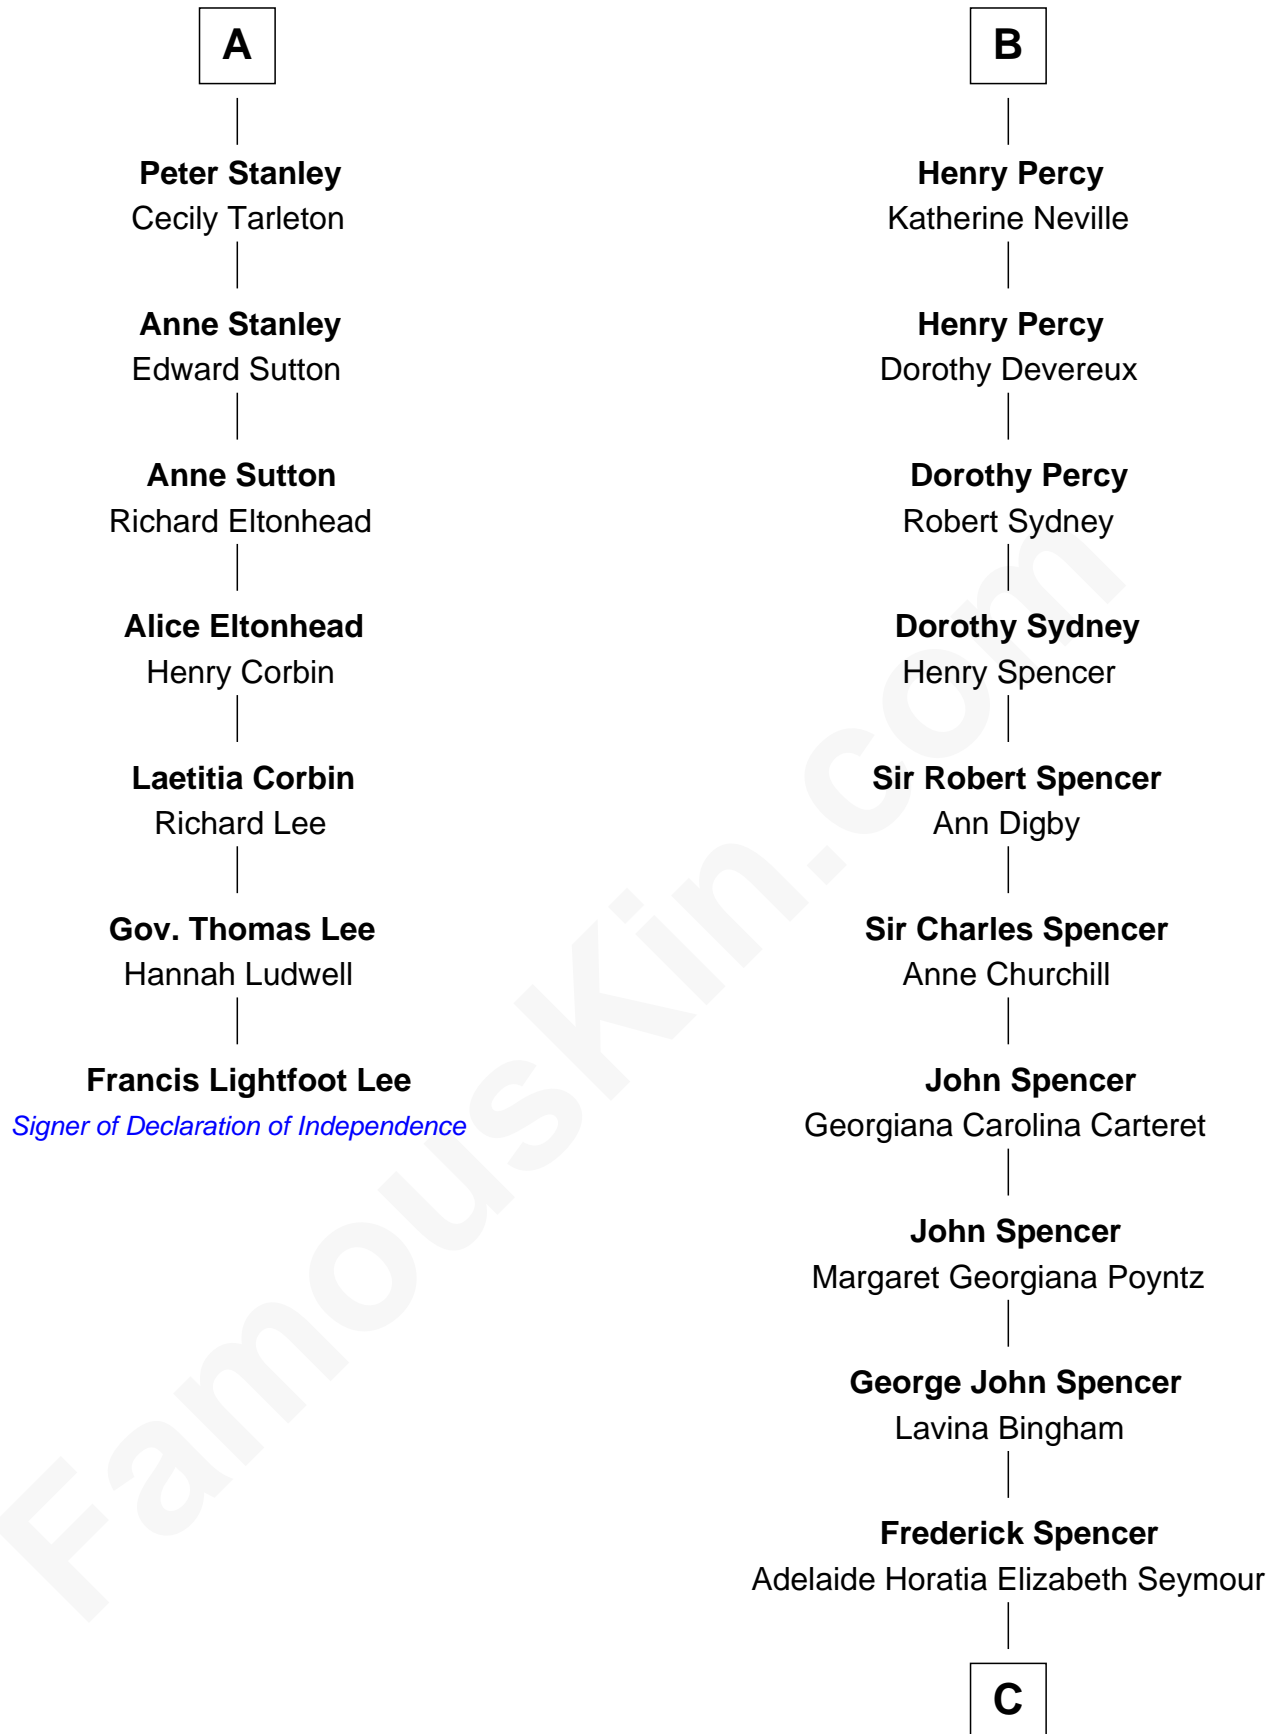 A
Peter Stanley
Cecily Tarleton
Anne Stanley
Edward Sutton
Anne Sutton
Richard Eltonhead
Alice Eltonhead
Henry Corbin
Laetitia Corbin
Richard Lee
Gov. Thomas Lee
Hannah Ludwell
Francis Lightfoot Lee
Signer of Declaration of Independence
B
Henry Percy
Katherine Neville
Henry Percy
Dorothy Devereux
Dorothy Percy
Robert Sydney
Dorothy Sydney
Henry Spencer
Sir Robert Spencer
Ann Digby
Sir Charles Spencer
Anne Churchill
John Spencer
Georgiana Carolina Carteret
John Spencer
Margaret Georgiana Poyntz
George John Spencer
Lavina Bingham
Frederick Spencer
Adelaide Horatia Elizabeth Seymour
C
FamousKin.com